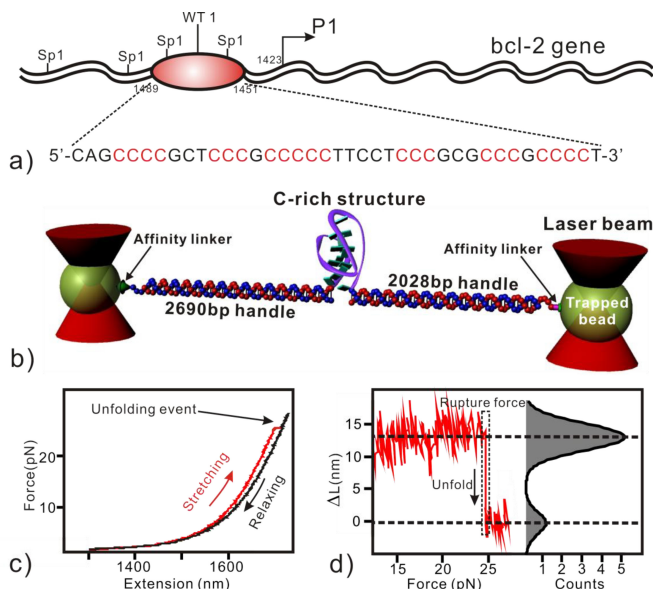 WT 1
Sp1
Sp1
Sp1
Sp1
1423
P1
bcl-2 gene
1489
1451
a)
5’-CAGCCCCGCTCCCGCCCCCTTCCTCCCGCGCCCGCCCCT-3’
C-rich structure
Laser beam
Affinity linker
Affinity linker
2028bp handle
Trapped
bead
2690bp handle
b)
Unfolding event
Force(pN)
20
10
Stretching
Relaxing
1400
1600
Extension (nm)
c)
Rupture force
ΔL(nm)
15
10
5
0
Unfold
15
20
25
Force (pN)
1
2
3
4
5
Counts
d)